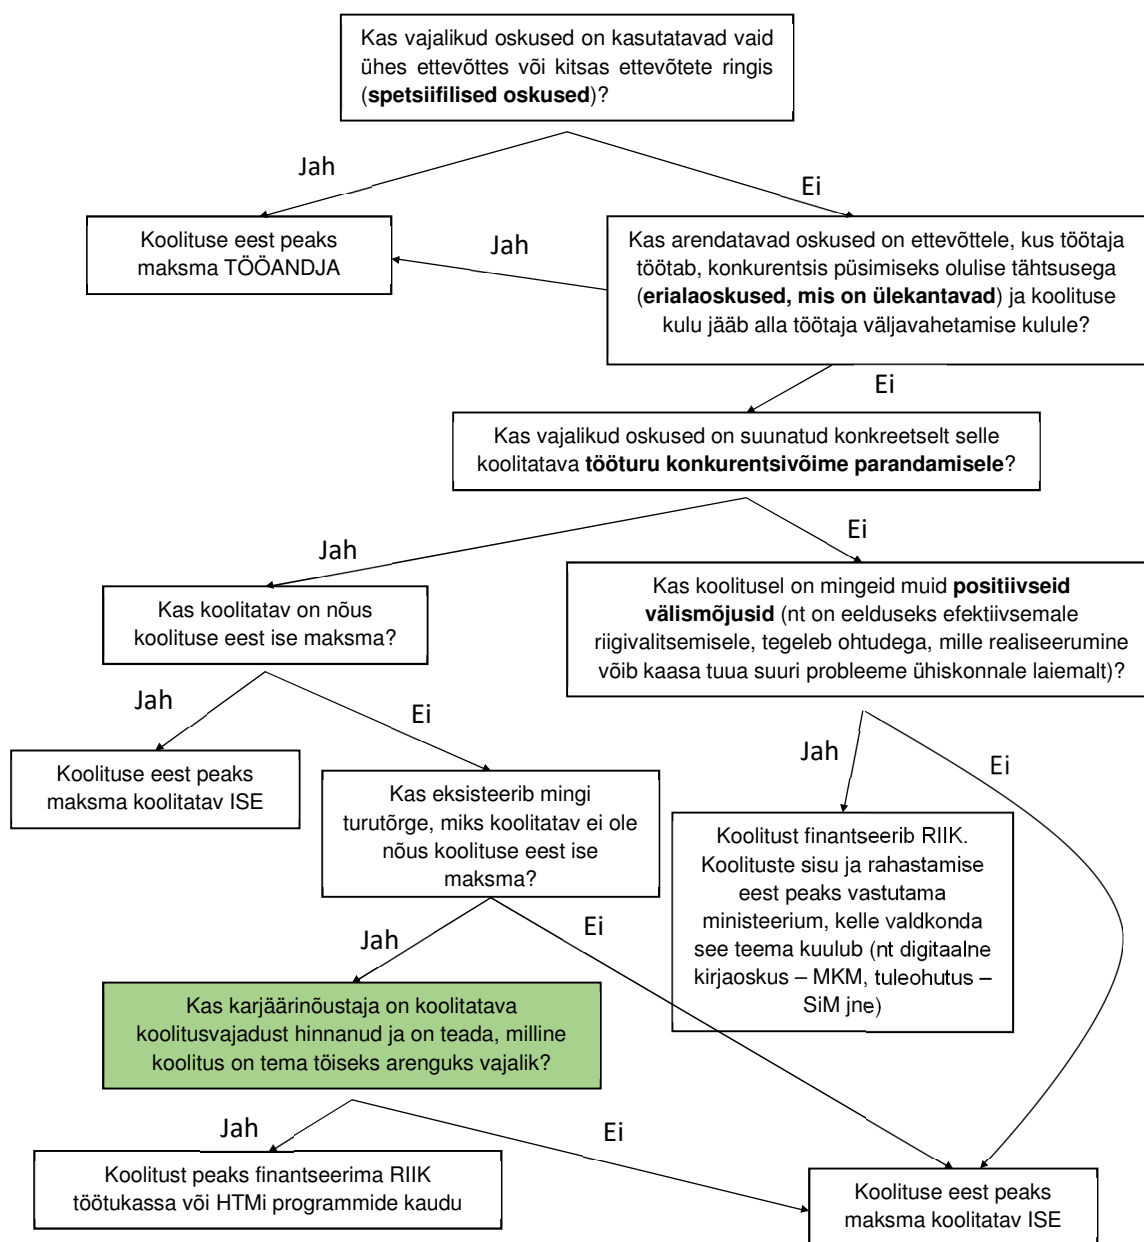 Kas vajalikud oskused on kasutatavad vaid
ühes ettevõttes või kitsas ettevõtete ringis
(spetsiifilised oskused)?
Jah
Ei
Koolituse eest peaks
maksma TÖÖANDJA
Jah
Kas arendatavad oskused on ettevõttele, kus töötaja
töötab, konkurentsis püsimiseks olulise tähtsusega
(erialaoskused, mis on ülekantavad) ja koolituse
kulu jääb alla töötaja väljavahetamise kulule?
Ei
Kas vajalikud oskused on suunatud konkreetselt selle
koolitatava tööturu konkurentsivõime parandamisele?
Jah
Ei
Kas koolitatav on nõus
koolituse eest ise maksma?
Kas koolitusel on mingeid muid positiivseid
välismõjusid (nt on eelduseks efektiivsemale
riigivalitsemisele, tegeleb ohtudega, mille realiseerumine
võib kaasa tuua suuri probleeme ühiskonnale laiemalt)?
Jah
Ei
Jah
Ei
Koolituse eest peaks
maksma koolitatav ISE
Kas eksisteerib mingi
turutõrge, miks koolitatav ei ole
nõus koolituse eest ise
maksma?
Koolitust finantseerib RIIK.
Koolituste sisu ja rahastamise
eest peaks vastutama
ministeerium, kelle valdkonda
see teema kuulub (nt digitaalne
kirjaoskus – MKM, tuleohutus –
SiM jne)
Jah
Ei
Kas karjäärinõustaja on koolitatava
koolitusvajadust hinnanud ja on teada, milline
koolitus on tema töiseks arenguks vajalik?
Jah
Ei
Koolitust peaks finantseerima RIIK
töötukassa või HTMi programmide kaudu
Koolituse eest peaks
maksma koolitatav ISE